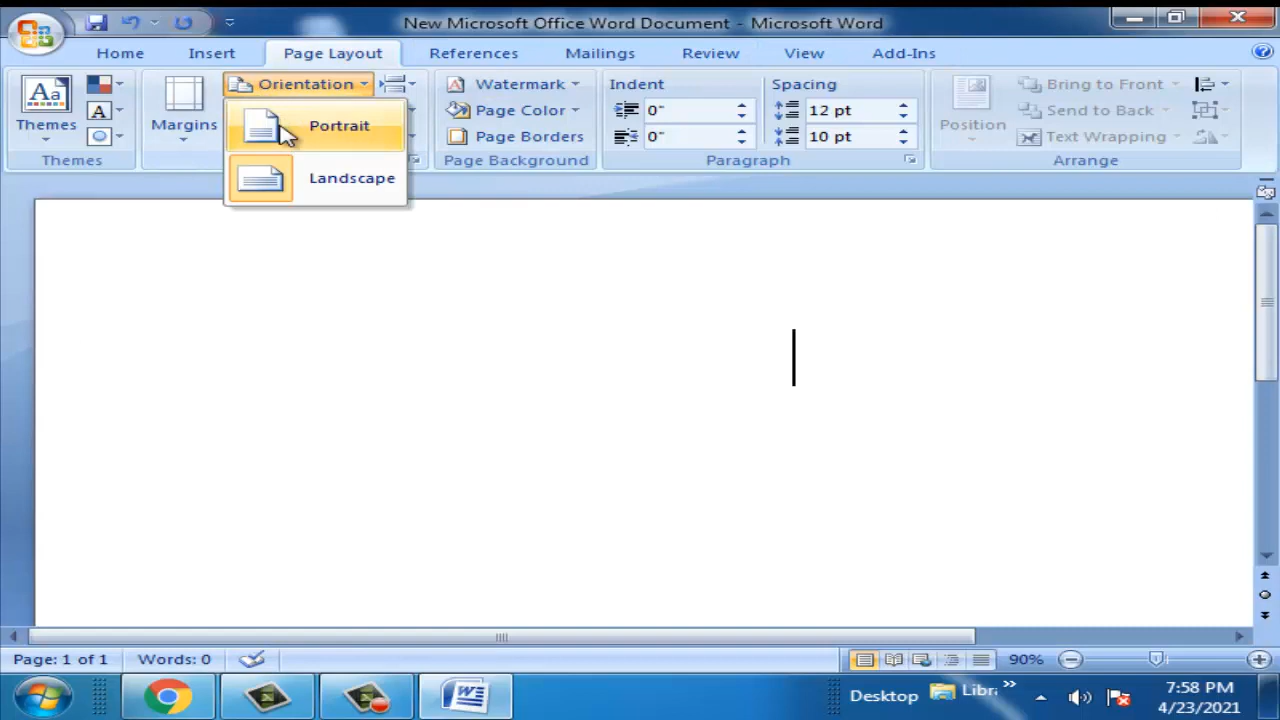 New Microsoft Office Word Document - Microsoft Word
Home Insert Page Layout References Mailings Review View Add-Ins
Orientation Watermark Indent Spacing Bring to Front
Aa A Page Color 0" 12 pt Send to Back
Themes Margins Portrait Page Borders 0" 10 pt Position Text Wrapping
Themes Page Background Paragraph Arrange
Landscape
Page: 1 of 1 Words: 0 90%
Desktop Libra » 7:58 PM
4/23/2021